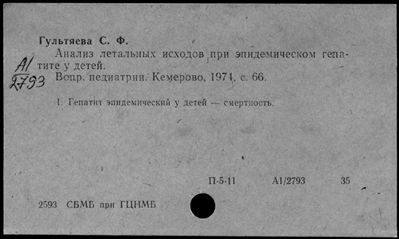 Гультяева С. Ф.
Анализ летальных исходов при эпидемическом гепа-
тите у детей.
А1
2793
Вопр. педиатрии. Кемерово, 1974, с. 66.
1. Гепатит эпидемический у детей — смертность.
П-5-11 А1/2793 35
2593 СБМБ при ГЦНМБ